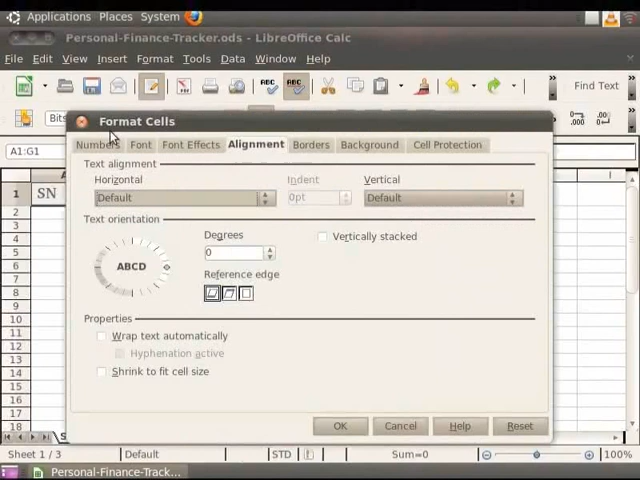 Applications Places System
Personal-Finance-Tracker.ods - LibreOffice Calc
File Edit View Insert Format Tools Data Window Help
ABC ABC Find Text
Bits
Format Cells
A1:G1
Numbers Font Font Effects Alignment Borders Background Cell Protection
Text alignment
Horizontal Indent Vertical
Default 0pt Default
Text orientation
Degrees
0
Vertically stacked
ABCD
Reference edge
Properties
Wrap text automatically
Hyphenation active
Shrink to fit cell size
OK Cancel Help Reset
I
1 SN
2
3
4
5
6
7
8
9
10
11
12
13
14
15
16
17
18
Sheet 1 / 3 Default STD Sum=0 100%
Personal-Finance-Track...